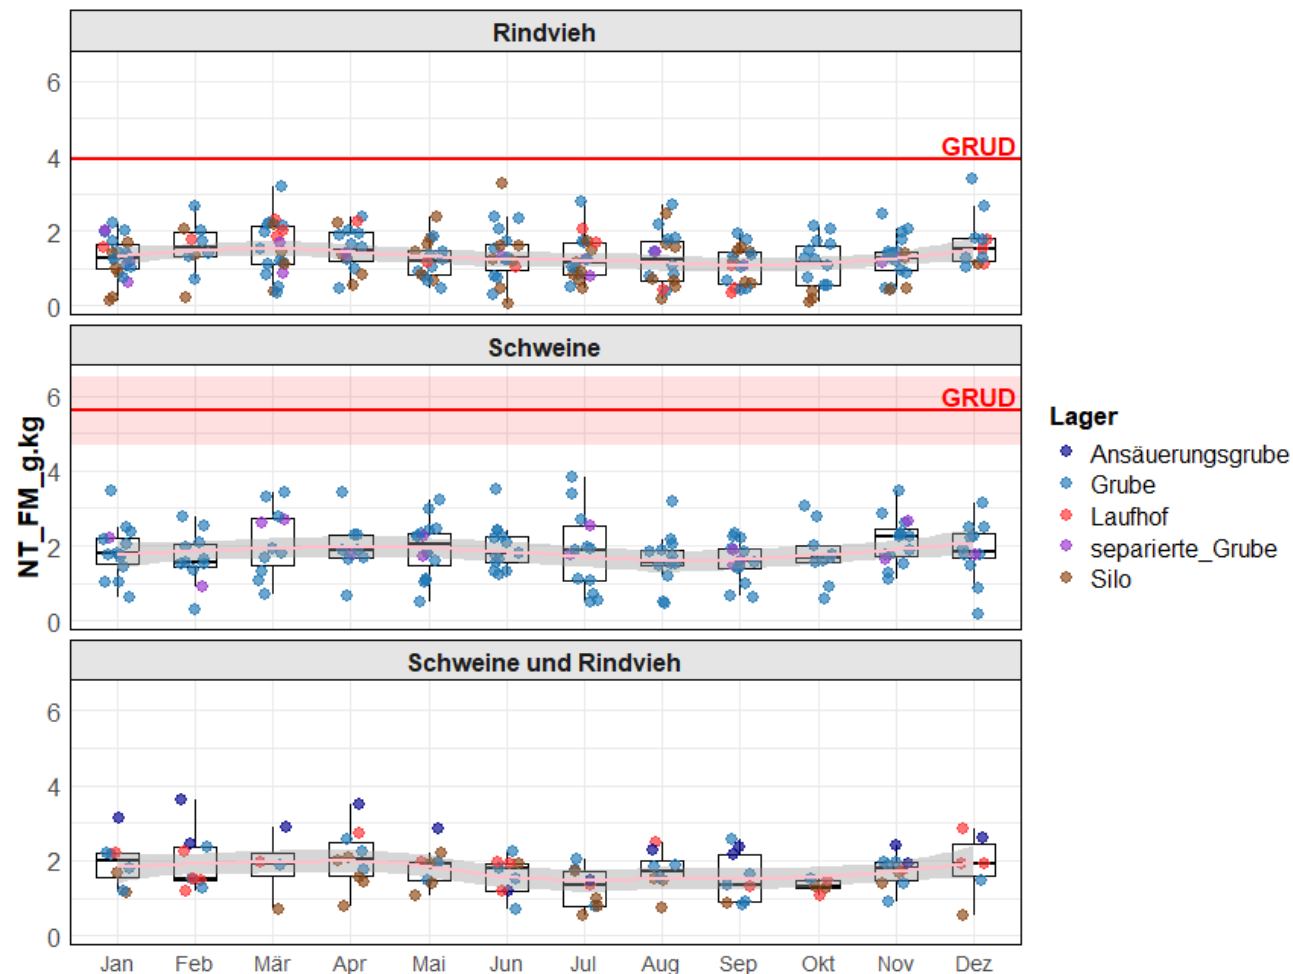 Rindvieh
6
4
2
0
GRUD
Schweine
6
4
2
0
GRUD
NT_FM_g.kg
Schweine und Rindvieh
6
4
2
0
Jan Feb Mär Apr Mai Jun Jul Aug Sep Okt Nov Dez
Lager
Ansäuerungsgrube
Grube
Laufhof
separierte_Grube
Silo